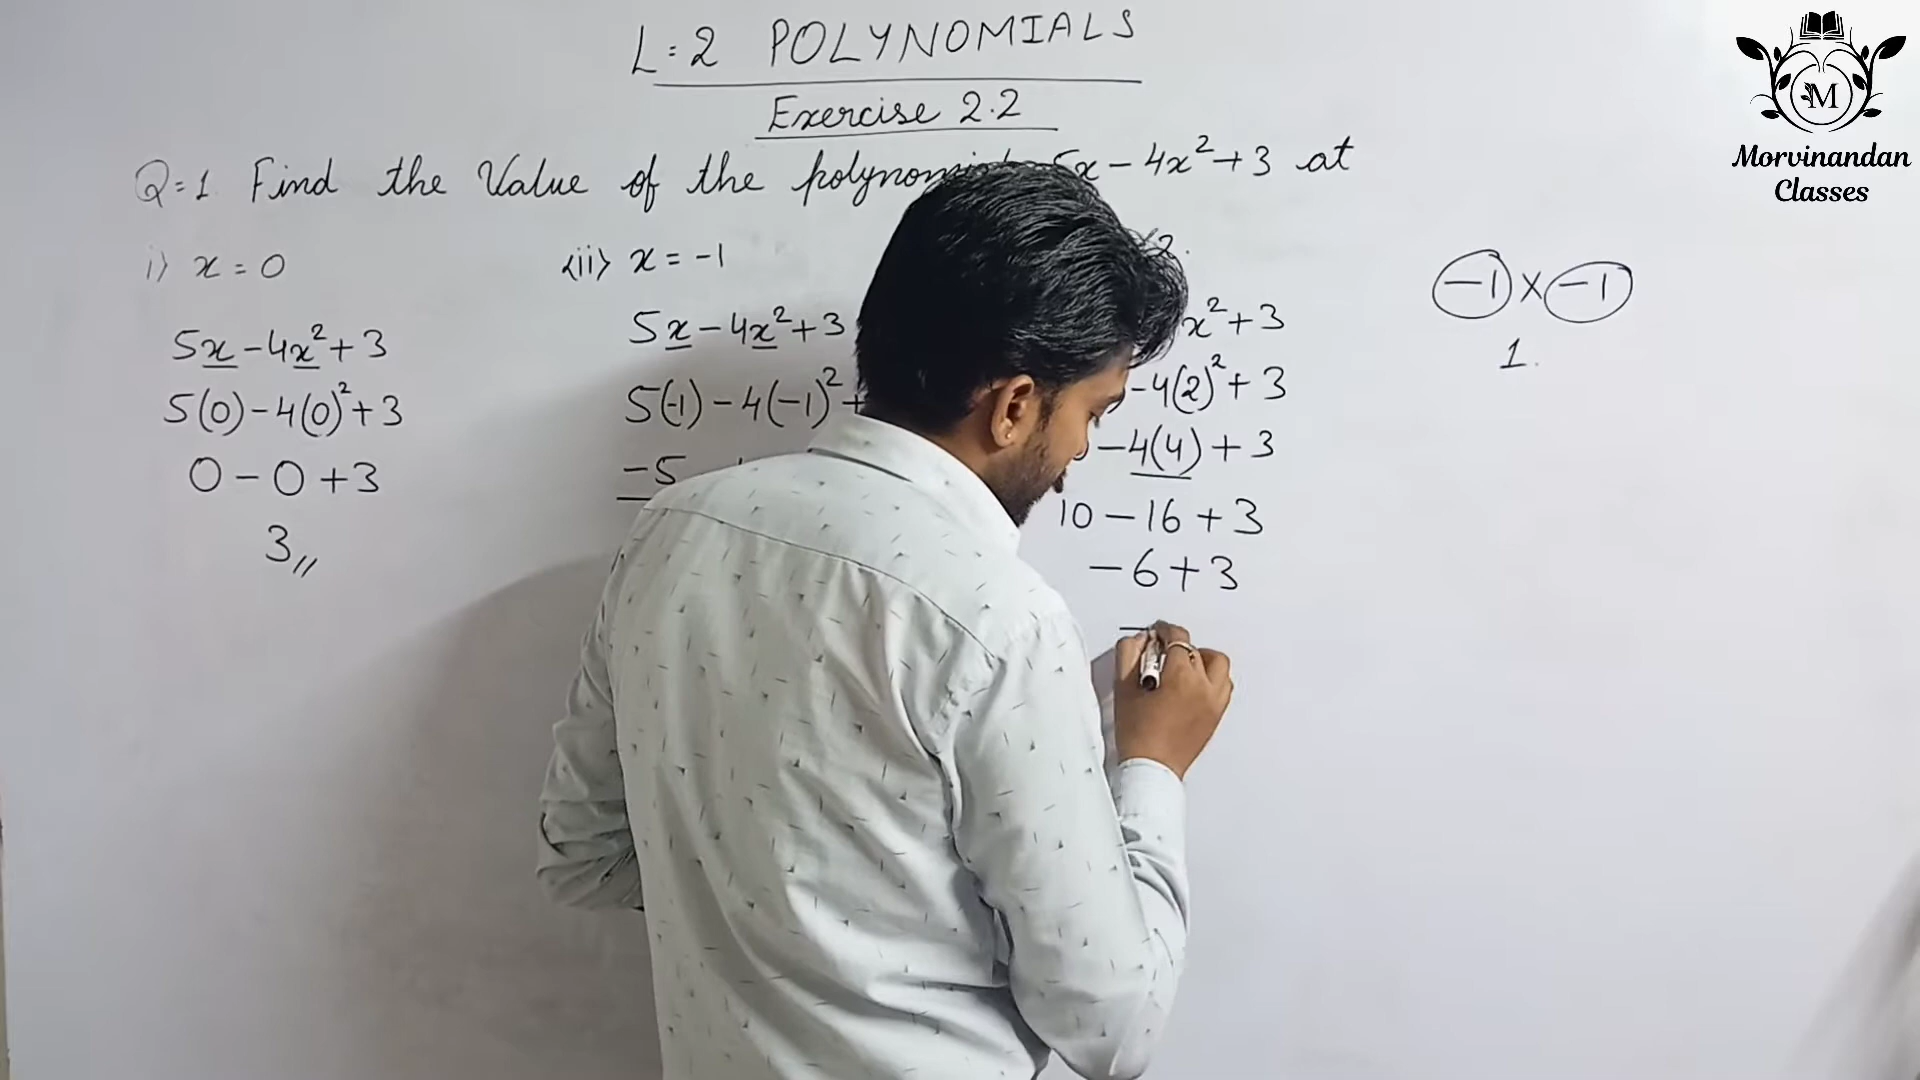 L=2 POLYNOMIALS
Exercise 2.2
Q=1 Find the Value of the 5x - 4x² + 3 at
i) x = 0
5x - 4x² + 3
5(0) - 4(0)² + 3
0 - 0 + 3
3
(ii) x = -1
5x - 4x² + 3
5(-1) - 4(-1)² +
-5
2.
x² + 3
- 4(2)² + 3
- 4(4) + 3
10 - 16 + 3
- 6 + 3
-
-1 × -1
1.
M
Morvinandan
Classes